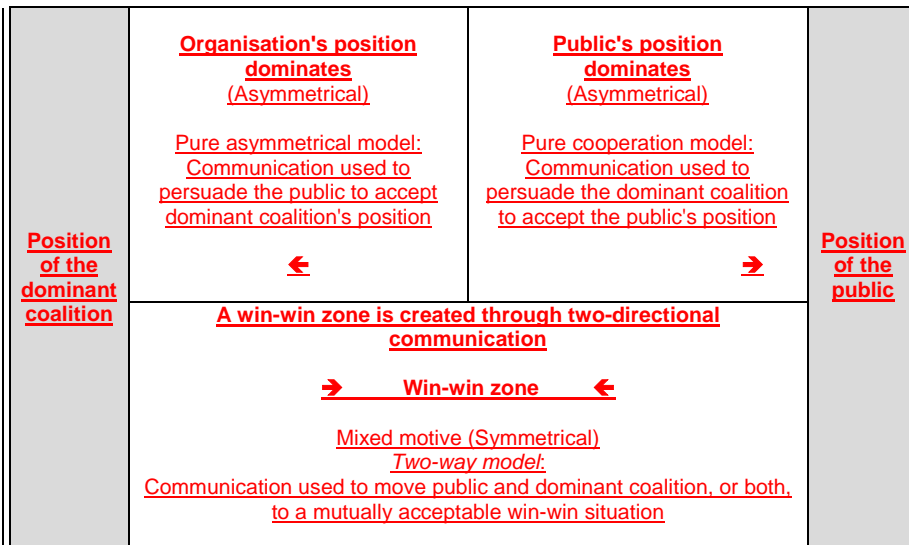 Position
of the
dominant
coalition
Organisation's position
dominates
(Asymmetrical)
Pure asymmetrical model:
Communication used to
persuade the public to accept
dominant coalition's position
🡸
Public's position
dominates
(Asymmetrical)
Pure cooperation model:
Communication used to
persuade the dominant coalition
to accept the public's position
🡺
A win-win zone is created through two-directional
communication
🡺 Win-win zone 🡸
Mixed motive (Symmetrical)
Two-way model:
Communication used to move public and dominant coalition, or both,
to a mutually acceptable win-win situation
Position
of the
public